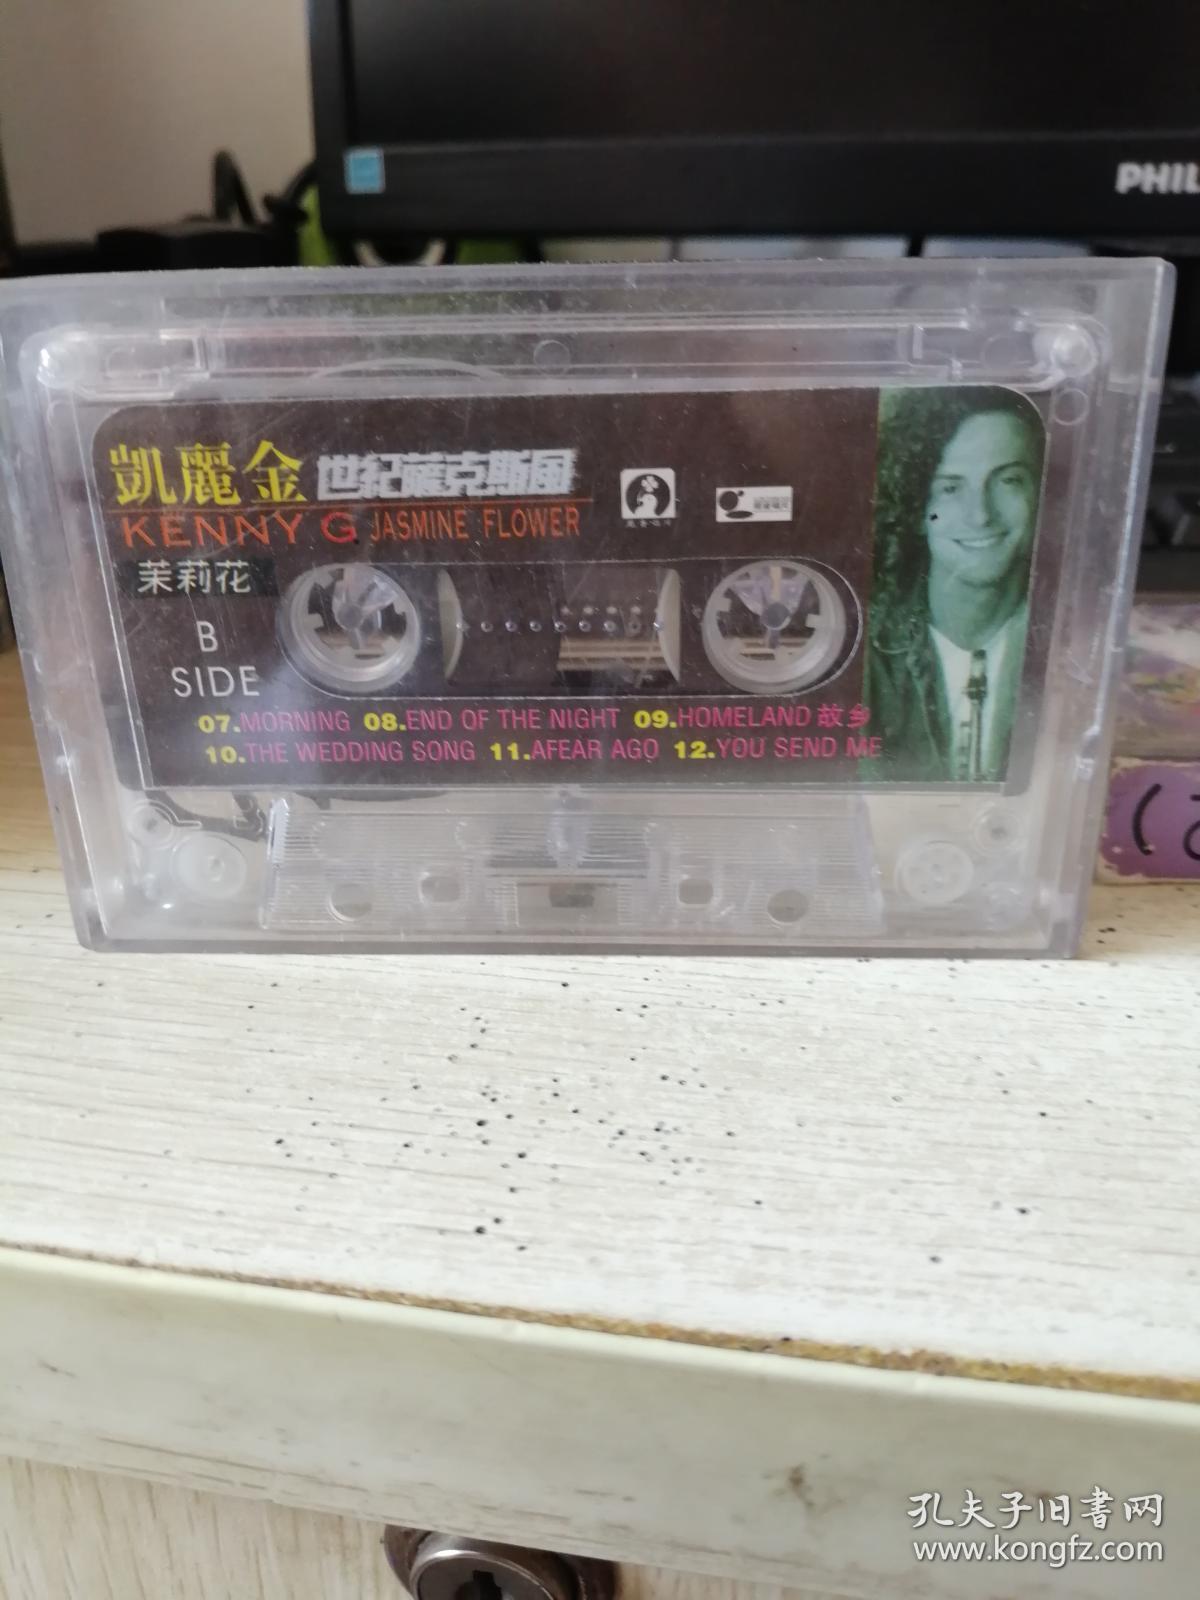 PHIL
凱麗金 世紀薩克斯風
KENNY G JASMINE FLOWER
茉莉花
B
SIDE
07.MORNING 08.END OF THE NIGHT 09.HOMELAND 故乡
10.THE WEDDING SONG 11.AFEAR AGO 12.YOU SEND ME
孔夫子旧书网
www.kongfz.com